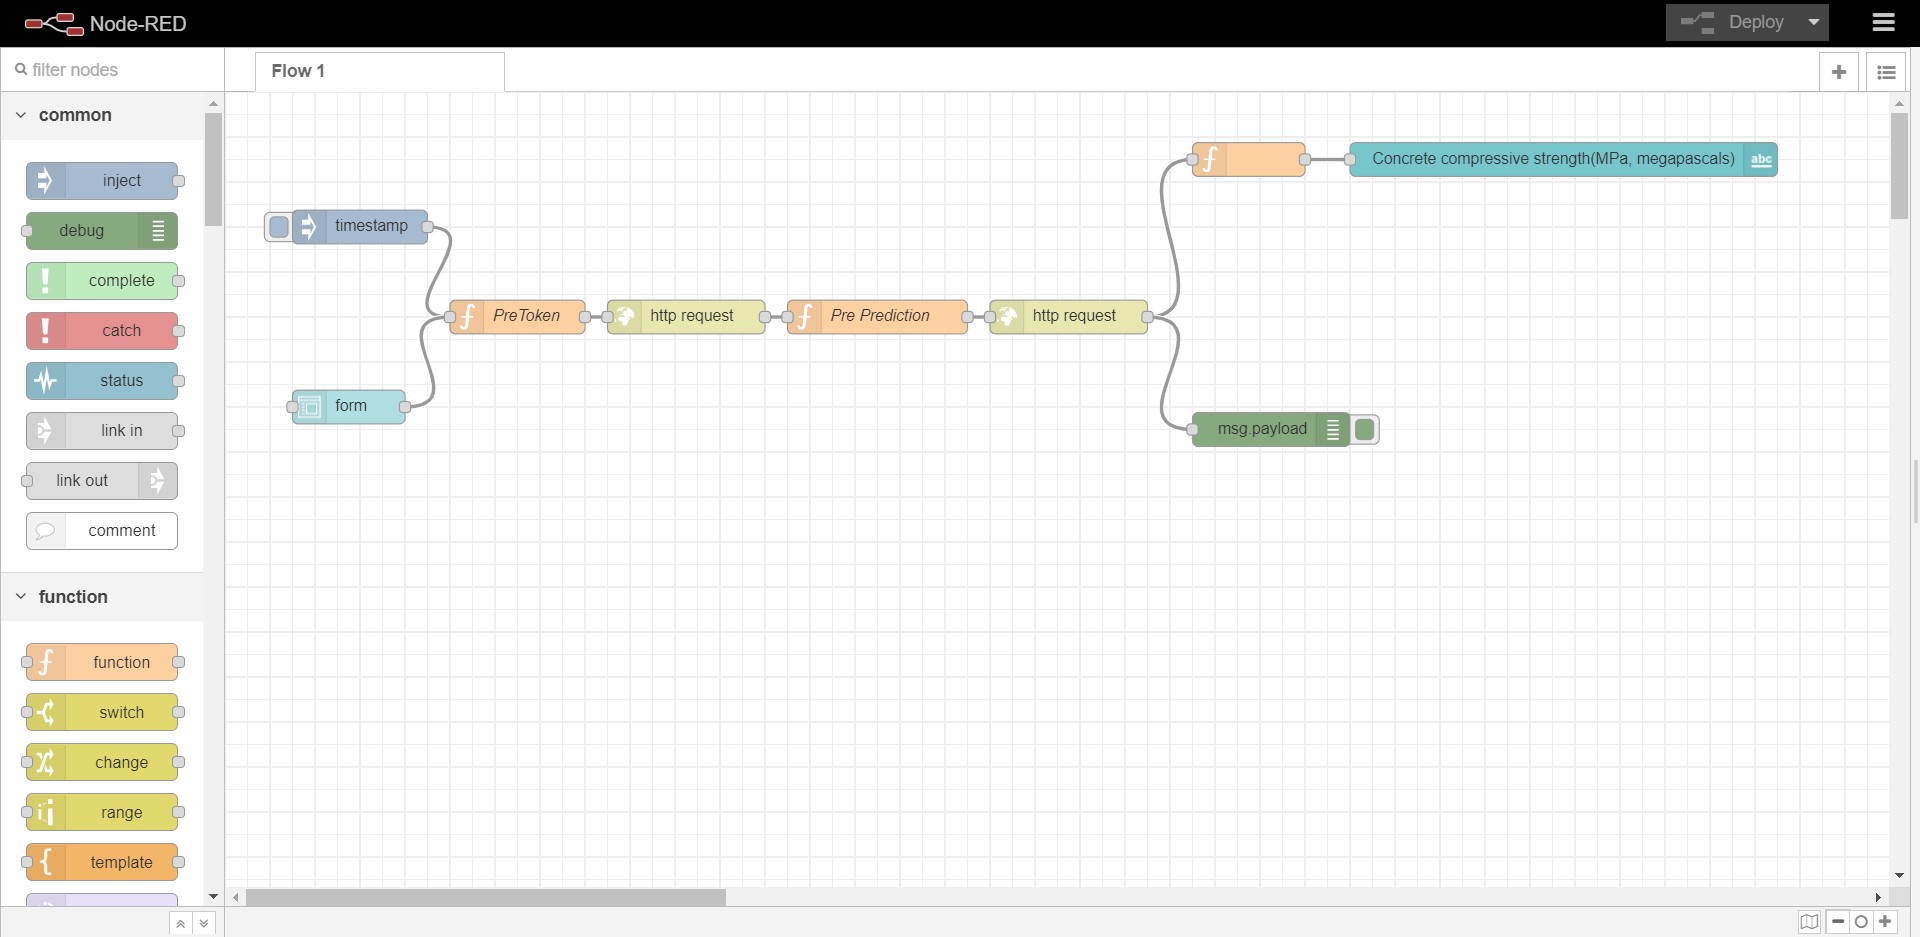 Node-RED
Deploy
filter nodes
Flow 1
common
inject
debug
complete
catch
status
link in
link out
comment
function
function
switch
change
range
template
timestamp
form
PreToken
http request
Pre Prediction
http request
Concrete compressive strength(MPa, megapascals)
abc
msg.payload